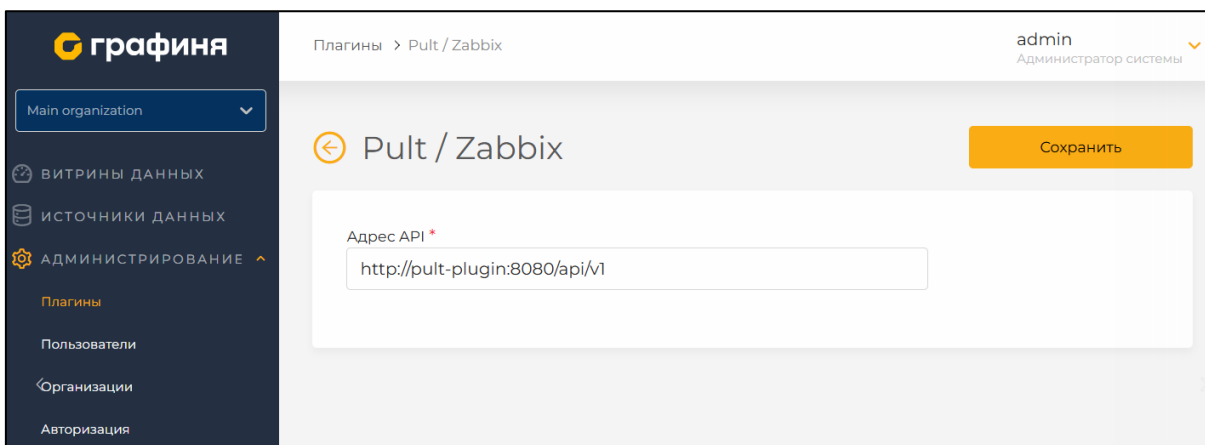 графиня
Плагины > Pult / Zabbix
admin
Администратор системы
Main organization
Pult / Zabbix
Сохранить
ВИТРИНЫ ДАННЫХ
ИСТОЧНИКИ ДАННЫХ
АДМИНИСТРИРОВАНИЕ
Плагины
Пользователи
Организации
Авторизация
Адрес API *
http://pult-plugin:8080/api/v1